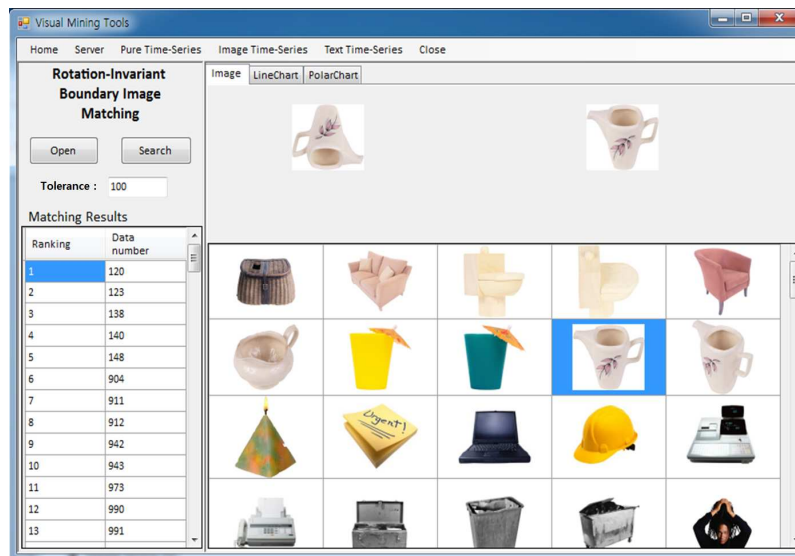 Visual Mining Tools
Home Server Pure Time-Series Image Time-Series Text Time-Series Close
Rotation-Invariant
Boundary Image
Matching
Open Search
Tolerance : 100
Matching Results
Ranking Data number
1 120
2 123
3 138
4 140
5 148
6 904
7 911
8 912
9 942
10 943
11 973
12 990
13 991
Image LineChart PolarChart
Urgent!